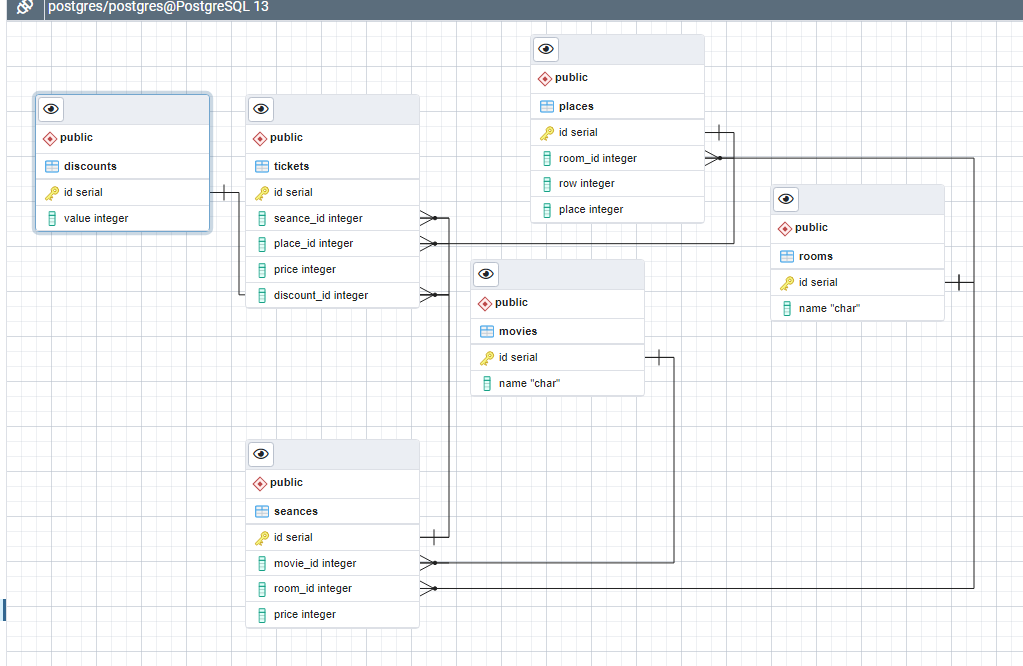 postgres/postgres@PostgreSQL 13
public
discounts
id serial
value integer
public
tickets
id serial
seance_id integer
place_id integer
price integer
discount_id integer
public
places
id serial
room_id integer
row integer
place integer
public
rooms
id serial
name "char"
public
movies
id serial
name "char"
public
seances
id serial
movie_id integer
room_id integer
price integer